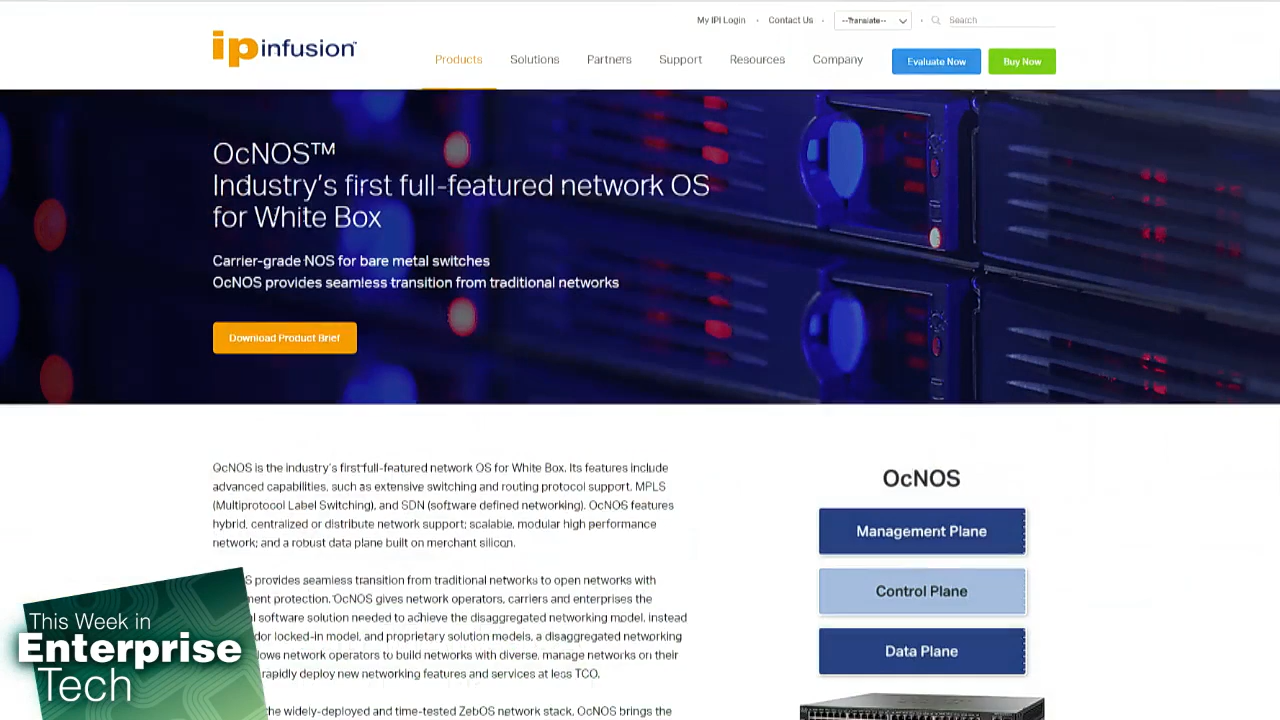 My IPI Login
Contact Us
--Translate--
Search
ip infusion™
Products
Solutions
Partners
Support
Resources
Company
Evaluate Now
Buy Now
OcNOS™
Industry's first full-featured network OS
for White Box
Carrier-grade NOS for bare metal switches
OcNOS provides seamless transition from traditional networks
Download Product Brief
OcNOS is the industry's first full-featured network OS for White Box. Its features include
advanced capabilities, such as extensive switching and routing protocol support, MPLS
(Multiprotocol Label Switching), and SDN (software defined networking). OcNOS features
hybrid, centralized or distribute network support; scalable, modular high performance
network; and a robust data plane built on merchant silicon.
provides seamless transition from traditional networks to open networks with
protection. OcNOS gives network operators, carriers and enterprises the
software solution needed to achieve the disaggregated networking model. Instead
locked-in model, and proprietary solution models, a disaggregated networking
network operators to build networks with diverse, manage networks on their
rapidly deploy new networking features and services at less TCO.
widely-deployed and time-tested ZebOS network stack, OcNOS brings the
OcNOS
Management Plane
Control Plane
Data Plane
This Week in
Enterprise
Tech